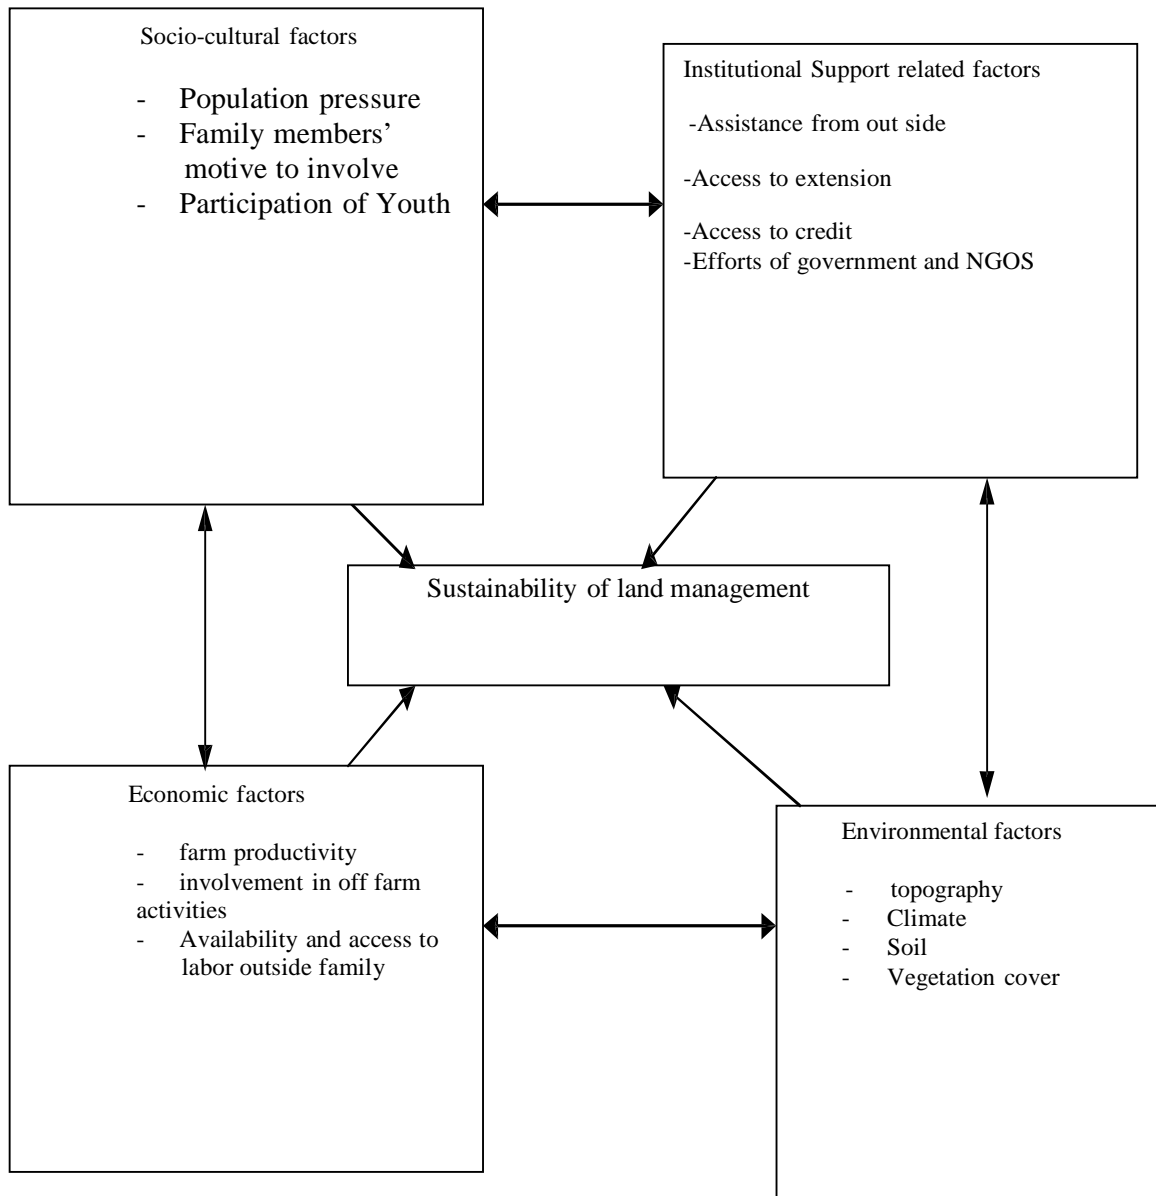 Socio-cultural factors
- Population pressure
- Family members’
motive to involve
- Participation of Youth
Institutional Support related factors
-Assistance from out side
-Access to extension
-Access to credit
-Efforts of government and NGOS
Sustainability of land management
Economic factors
- farm productivity
- involvement in off farm
activities
- Availability and access to
labor outside family
Environmental factors
- topography
- Climate
- Soil
- Vegetation cover